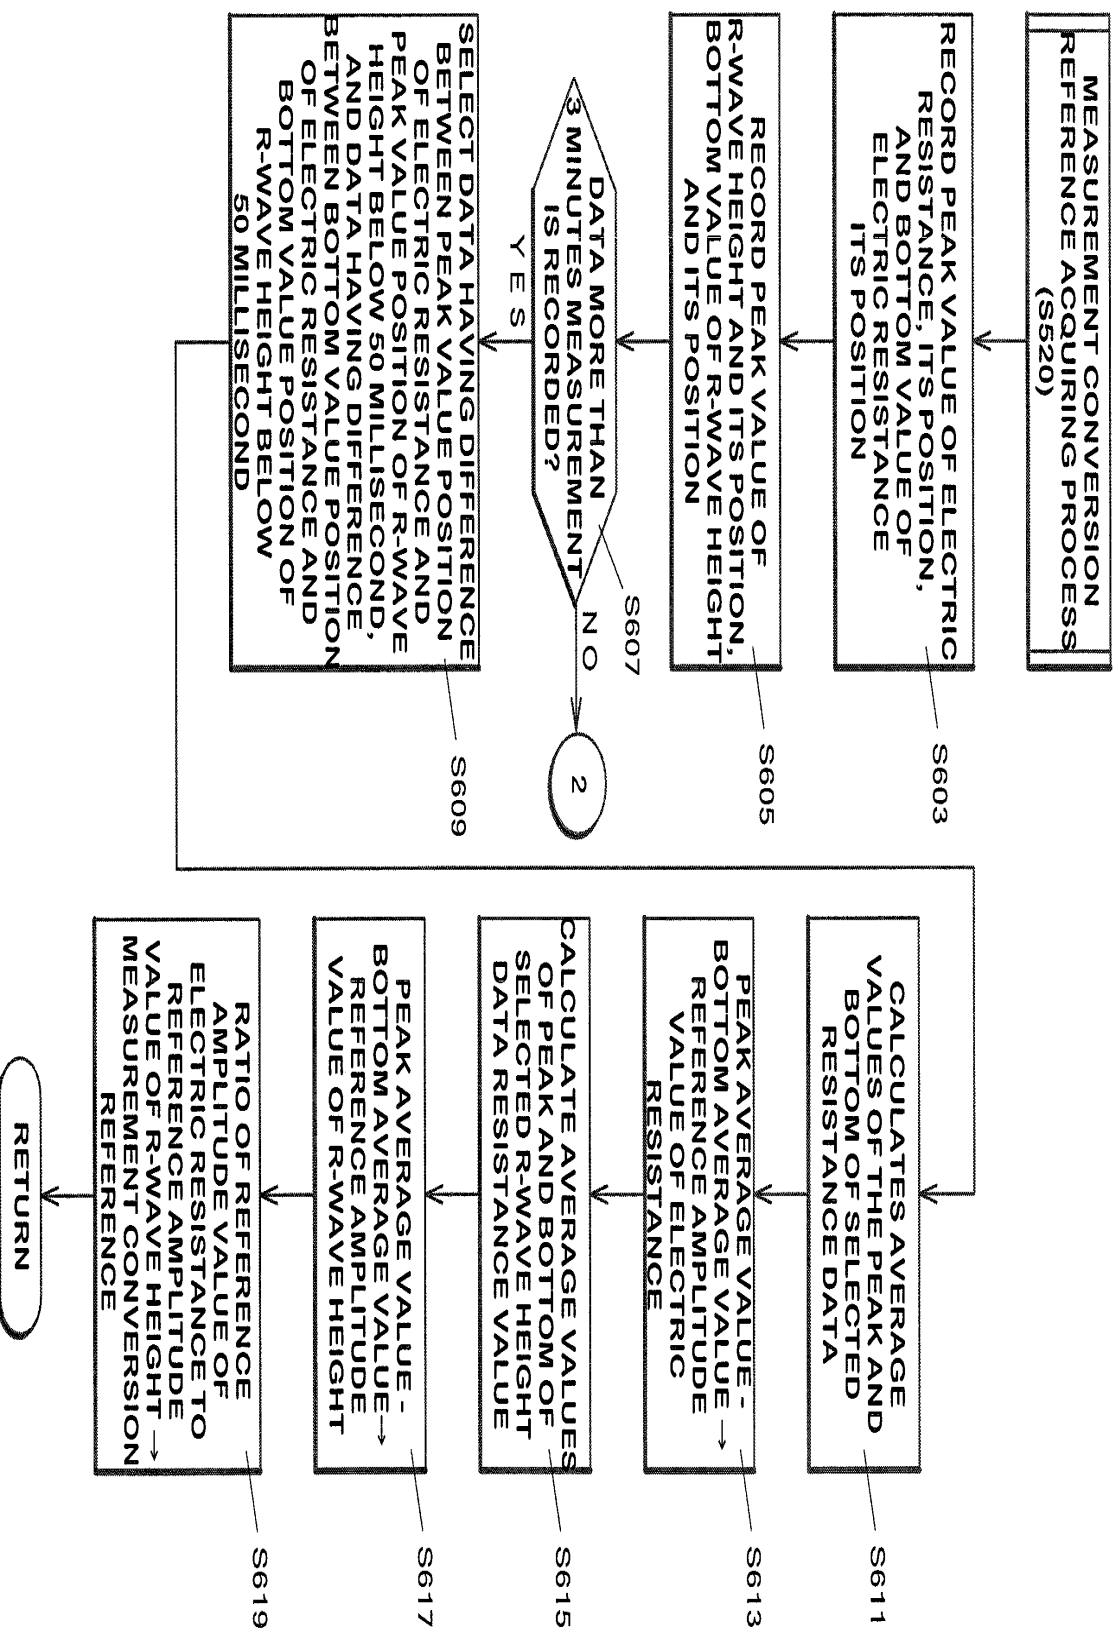 MEASUREMENT CONVERSION
REFERENCE ACQUIRING PROCESS
(S520)
RECORD PEAK VALUE OF ELECTRIC
RESISTANCE, ITS POSITION,
AND BOTTOM VALUE OF
ELECTRIC RESISTANCE
ITS POSITION
S603
RECORD PEAK VALUE OF
R-WAVE HEIGHT AND ITS POSITION,
BOTTOM VALUE OF R-WAVE HEIGHT
AND ITS POSITION
S605
DATA MORE THAN
3 MINUTES MEASUREMENT
IS RECORDED?
S607
NO
2
YES
SELECT DATA HAVING DIFFERENCE
BETWEEN PEAK VALUE POSITION
OF ELECTRIC RESISTANCE AND
PEAK VALUE POSITION OF R-WAVE
HEIGHT BELOW 50 MILLISECOND,
AND DATA HAVING DIFFERENCE
BETWEEN BOTTOM VALUE POSITION
OF ELECTRIC RESISTANCE AND
BOTTOM VALUE POSITION OF
R-WAVE HEIGHT BELOW
50 MILLISECOND
S609
CALCULATES AVERAGE
VALUES OF THE PEAK AND
BOTTOM OF SELECTED
RESISTANCE DATA
S611
PEAK AVERAGE VALUE -
BOTTOM AVERAGE VALUE →
REFERENCE AMPLITUDE
VALUE OF ELECTRIC
RESISTANCE
S613
CALCULATE AVERAGE VALUES
OF PEAK AND BOTTOM OF
SELECTED R-WAVE HEIGHT
DATA RESISTANCE VALUE
S615
PEAK AVERAGE VALUE -
BOTTOM AVERAGE VALUE →
REFERENCE AMPLITUDE
VALUE OF R-WAVE HEIGHT
S617
RATIO OF REFERENCE
AMPLITUDE VALUE OF
ELECTRIC RESISTANCE TO
REFERENCE AMPLITUDE
VALUE OF R-WAVE HEIGHT →
MEASUREMENT CONVERSION
REFERENCE
S619
RETURN